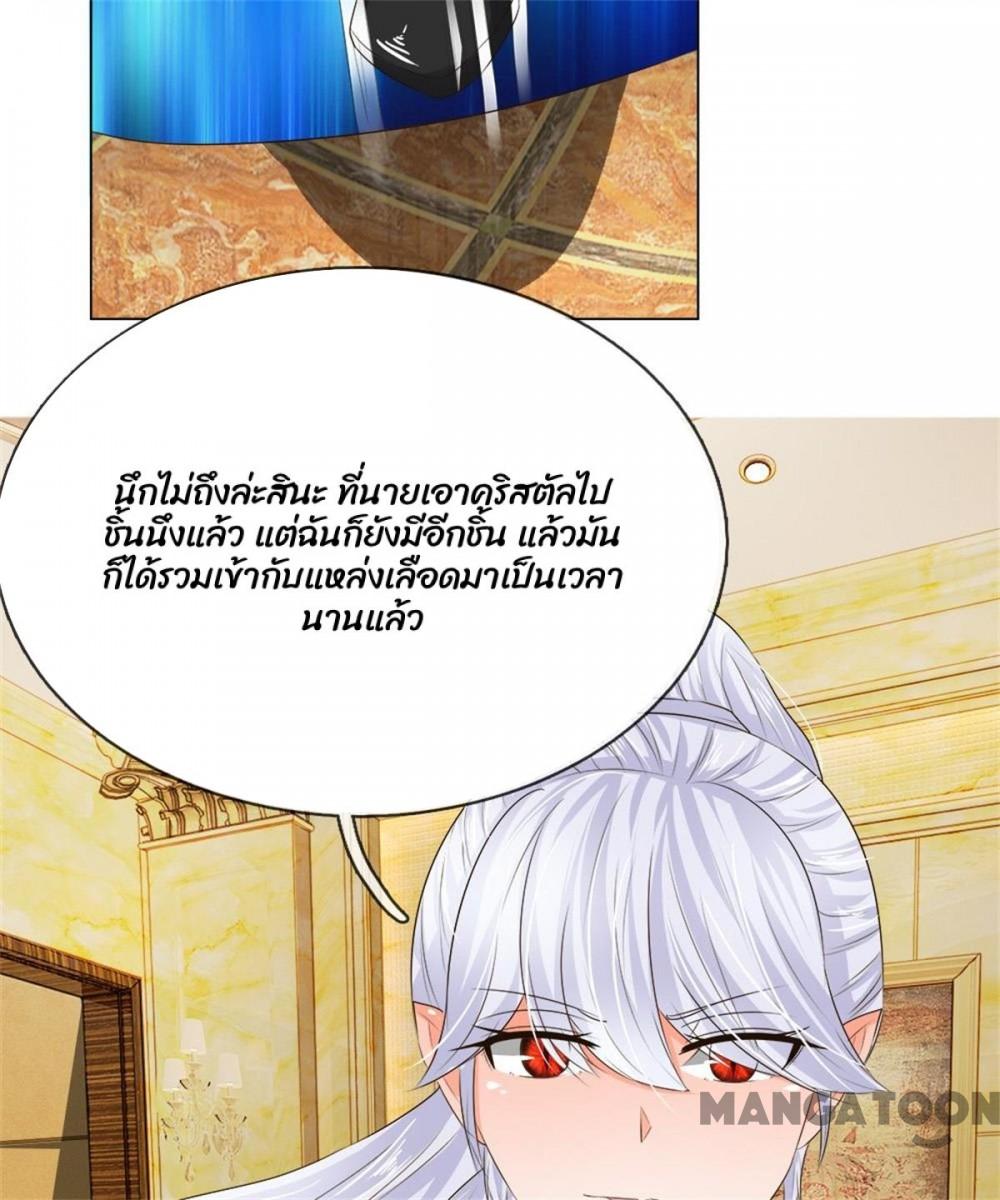 นึกไม่ถึงล่ะสินะ ที่นายเอาคริสตัลไป
ชิ้นนึงแล้ว แต่ฉันก็ยังมีอีกชิ้น แล้วมัน
ก็ได้รวมเข้ากับแหล่งเลือดมาเป็นเวลา
นานแล้ว
MANGATOON